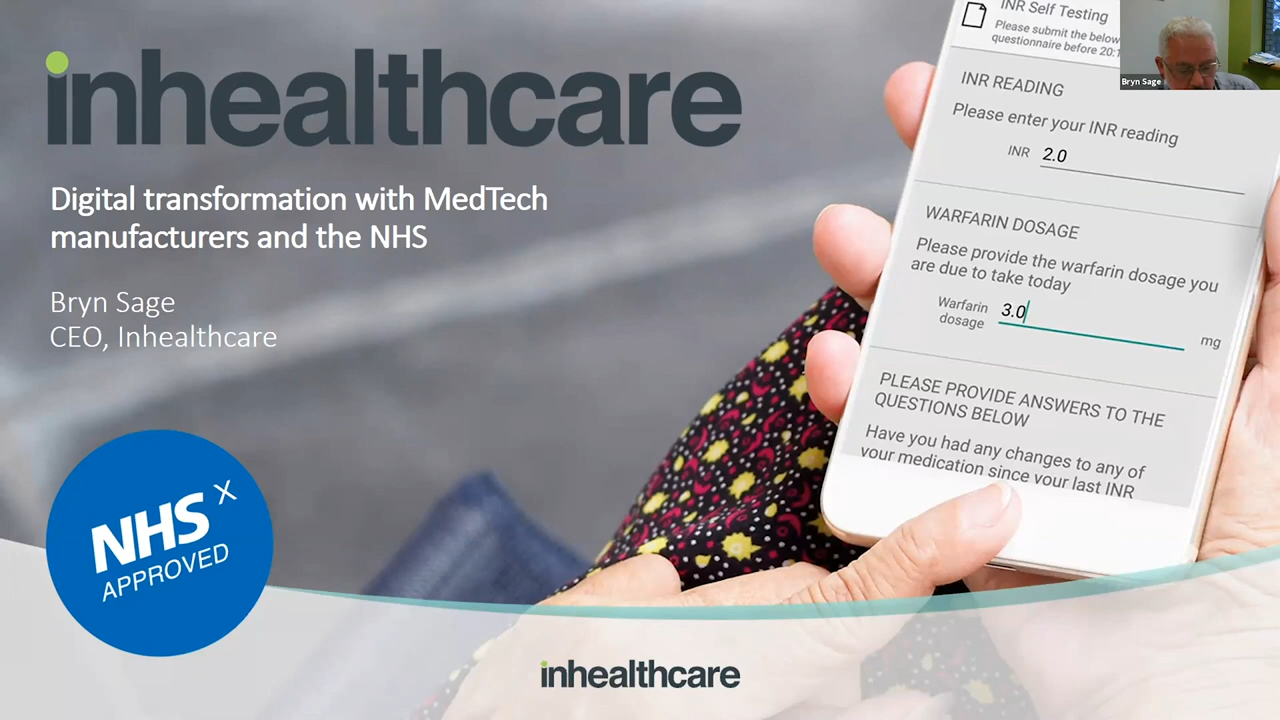 inhealthcare
Digital transformation with MedTech
manufacturers and the NHS
Bryn Sage
CEO, Inhealthcare
NHS X
APPROVED
INR Self Testing
Please submit the below
questionnaire before 20:1
INR READING
Please enter your INR reading
INR 2.0
WARFARIN DOSAGE
Please provide the warfarin dosage you
are due to take today
Warfarin
dosage
3.0
mg
PLEASE PROVIDE ANSWERS TO THE
QUESTIONS BELOW
Have you had any changes to any of
your medication since your last INR
Bryn Sage
inhealthcare